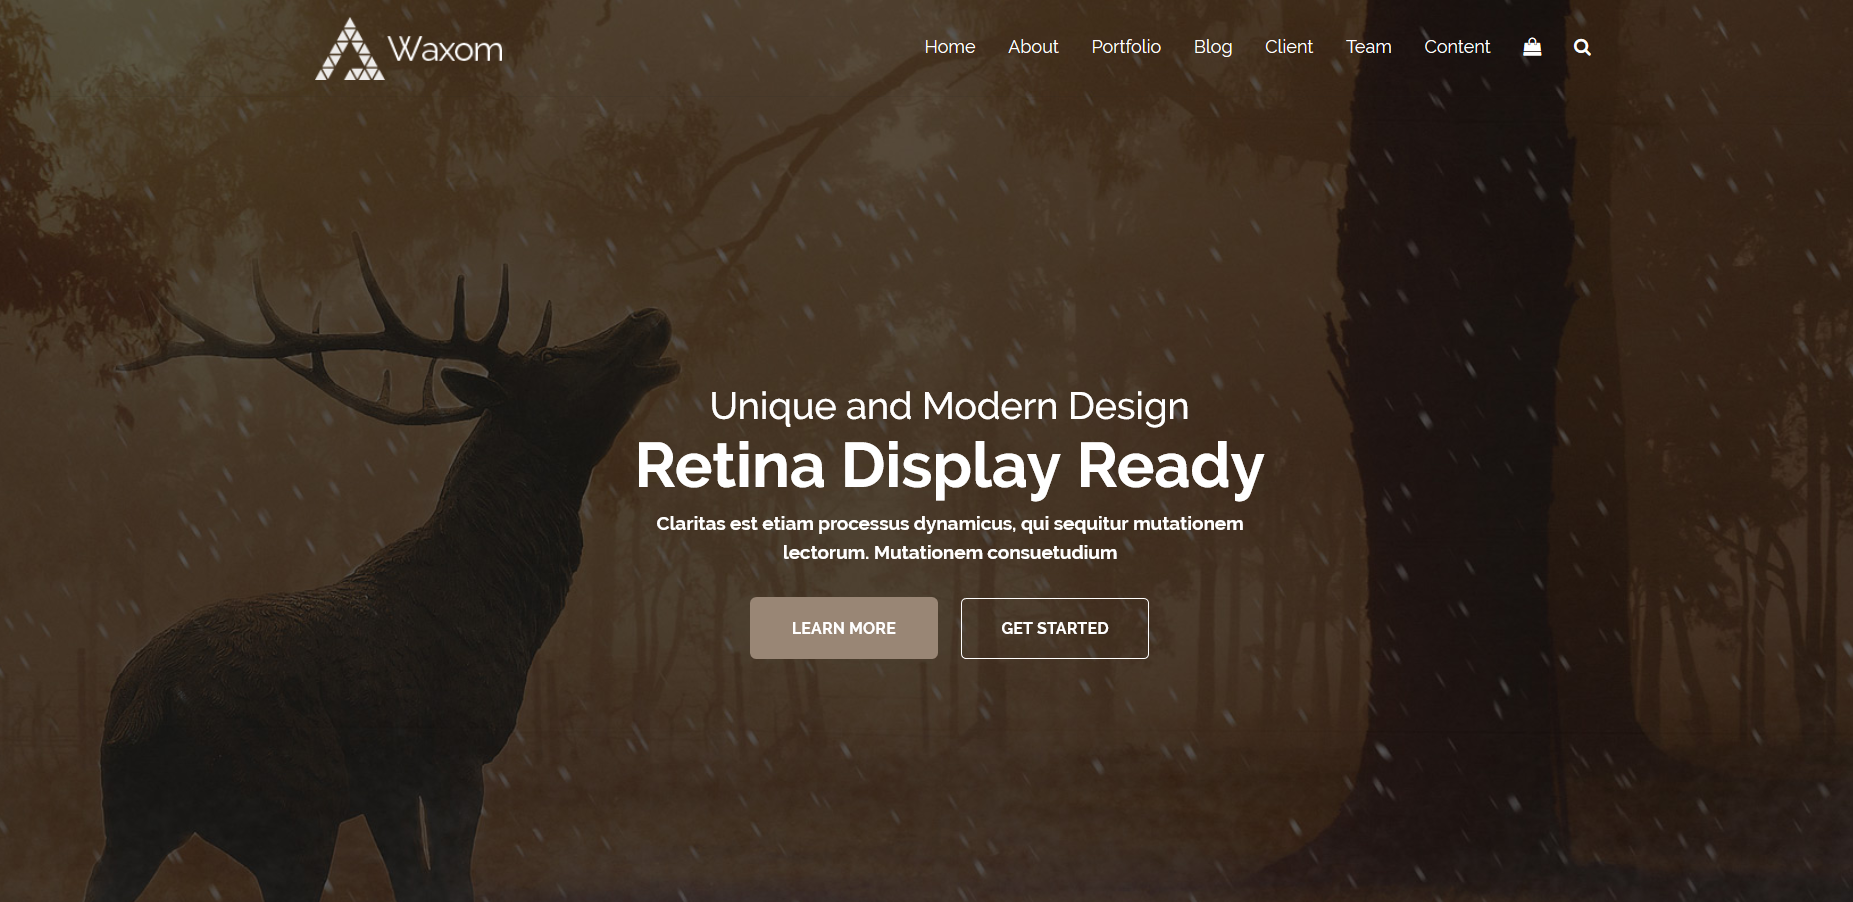 Waxom
Home About Portfolio Blog Client Team Content
Unique and Modern Design
Retina Display Ready
Claritas est etiam processus dynamicus, qui sequitur mutationem
lectorum. Mutationem consuetudium
LEARN MORE GET STARTED